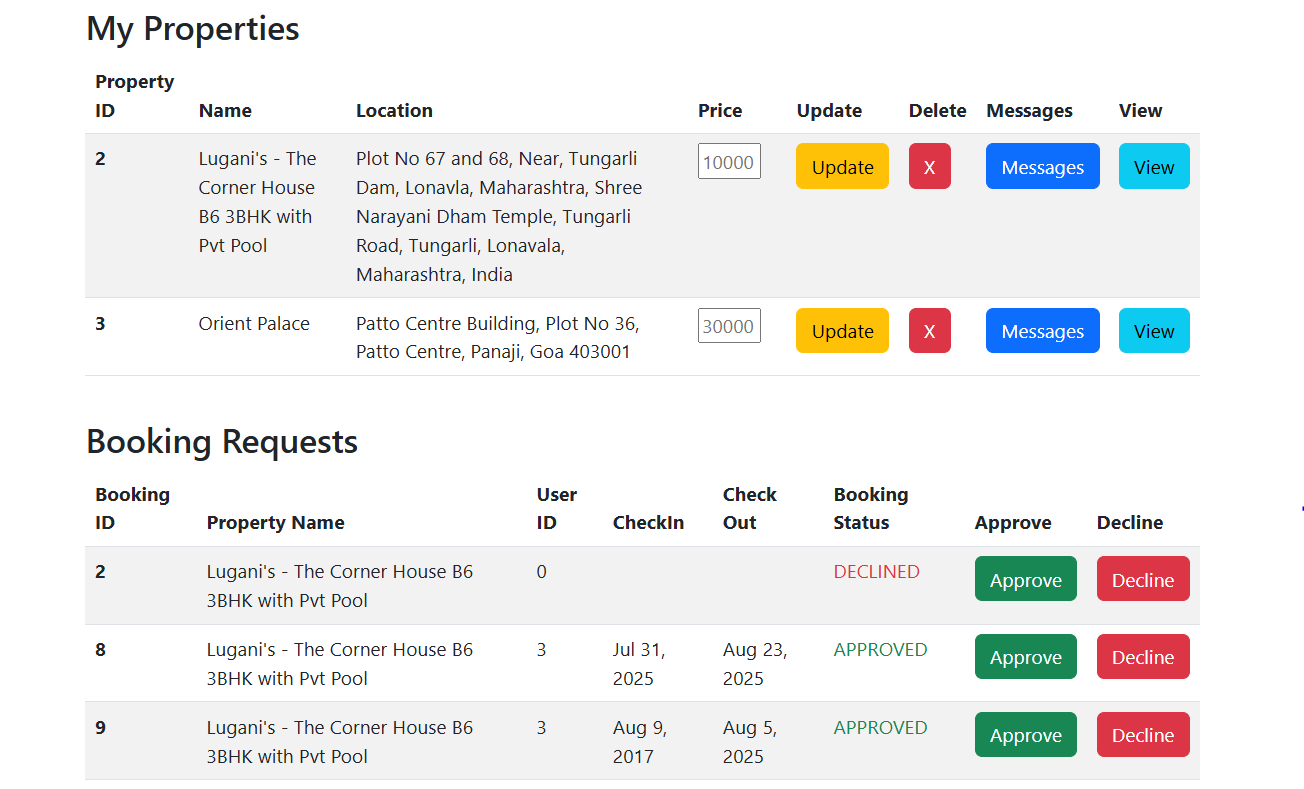 My Properties
Property
ID Name Location Price Update Delete Messages View
2 Lugani's - The Plot No 67 and 68, Near, Tungarli 10000 Update X Messages View
Corner House Dam, Lonavla, Maharashtra, Shree
B6 3BHK with Narayani Dham Temple, Tungarli
Pvt Pool Road, Tungarli, Lonavala,
Maharashtra, India
3 Orient Palace Patto Centre Building, Plot No 36, 30000 Update X Messages View
Patto Centre, Panaji, Goa 403001
Booking Requests
Booking User Check Booking
ID Property Name ID CheckIn Out Status Approve Decline
2 Lugani's - The Corner House B6 0 DECLINED Approve Decline
3BHK with Pvt Pool
8 Lugani's - The Corner House B6 3 Jul 31, Aug 23, APPROVED Approve Decline
3BHK with Pvt Pool 2025 2025
9 Lugani's - The Corner House B6 3 Aug 9, Aug 5, APPROVED Approve Decline
3BHK with Pvt Pool 2017 2025